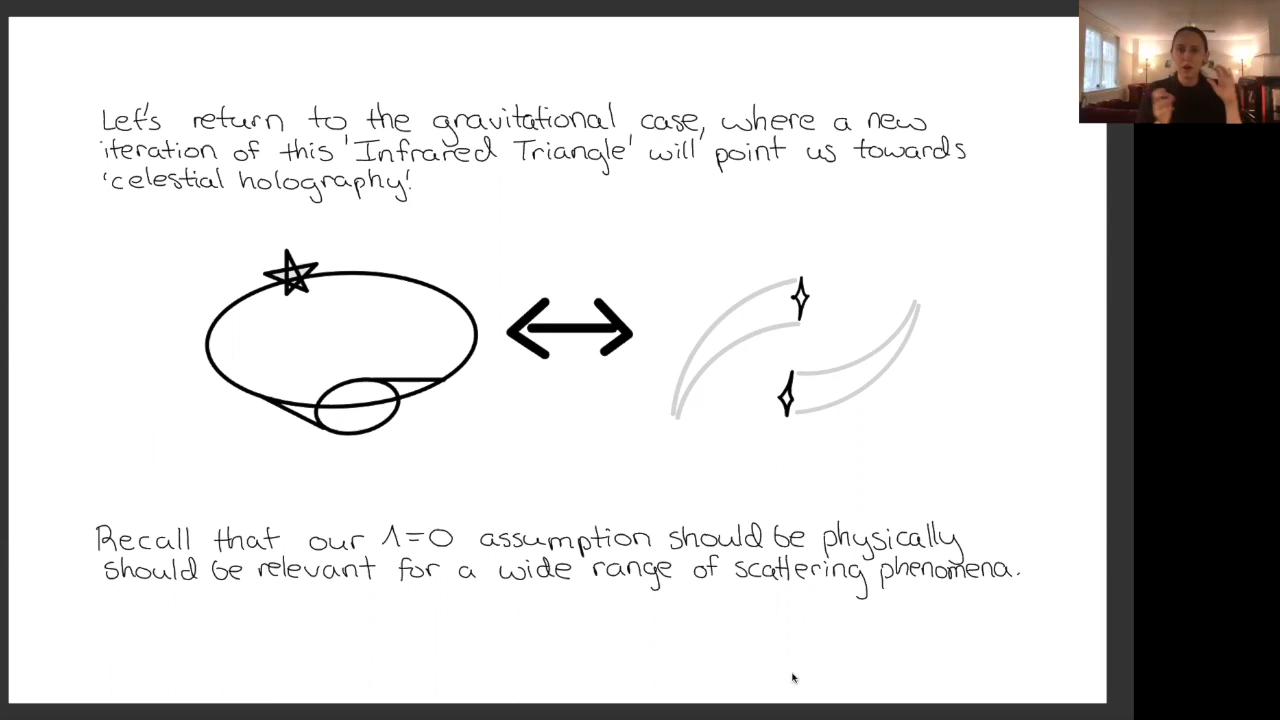 Let's return to the gravitational case, where a new
iteration of this 'Infrared Triangle' will point us towards
'celestial holography'.
Recall that our Λ=0 assumption should be physically
should be relevant for a wide range of scattering phenomena.